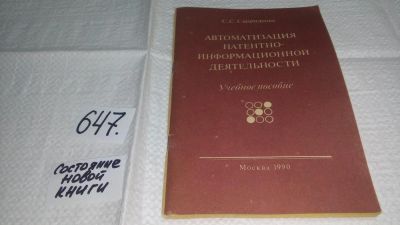 647.
состояние
новой
книги
АВТОМАТИЗАЦИЯ
ПАТЕНТНО-
ИНФОРМАЦИОННОЙ
ДЕЯТЕЛЬНОСТИ
Учебное пособие
Москва 1990